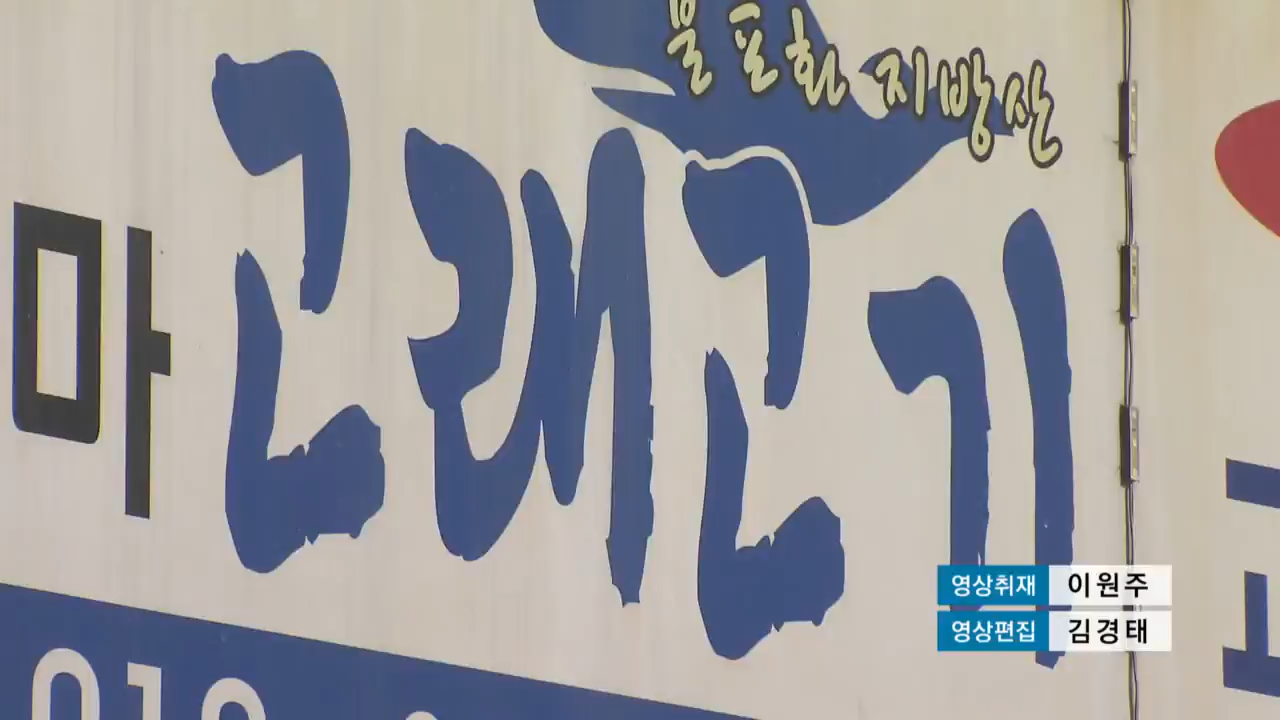 불포화 지방산
마 고래고기
영상취재 이원주
영상편집 김경태
010